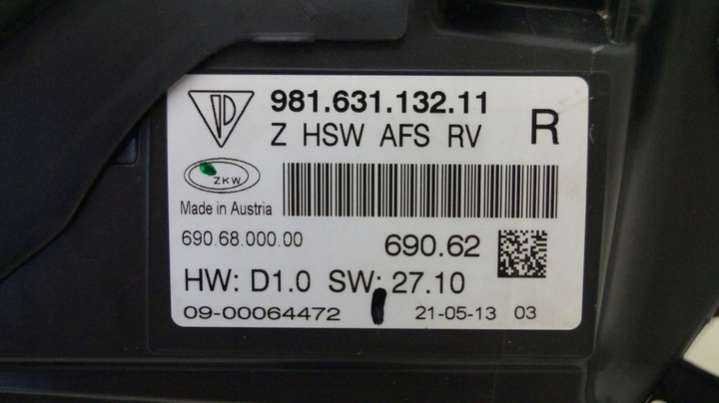 981.631.132.11
Z HSW AFS RV R
ZKW
Made in Austria
690.68.000.00 690.62
HW: D1.0 SW: 27.10
09-00064472 21-05-13 03